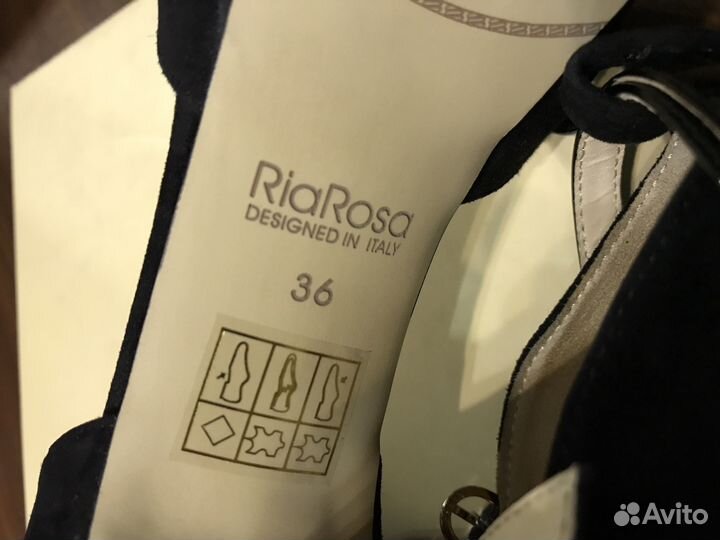 RiaRosa
DESIGNED IN ITALY
36
Avito